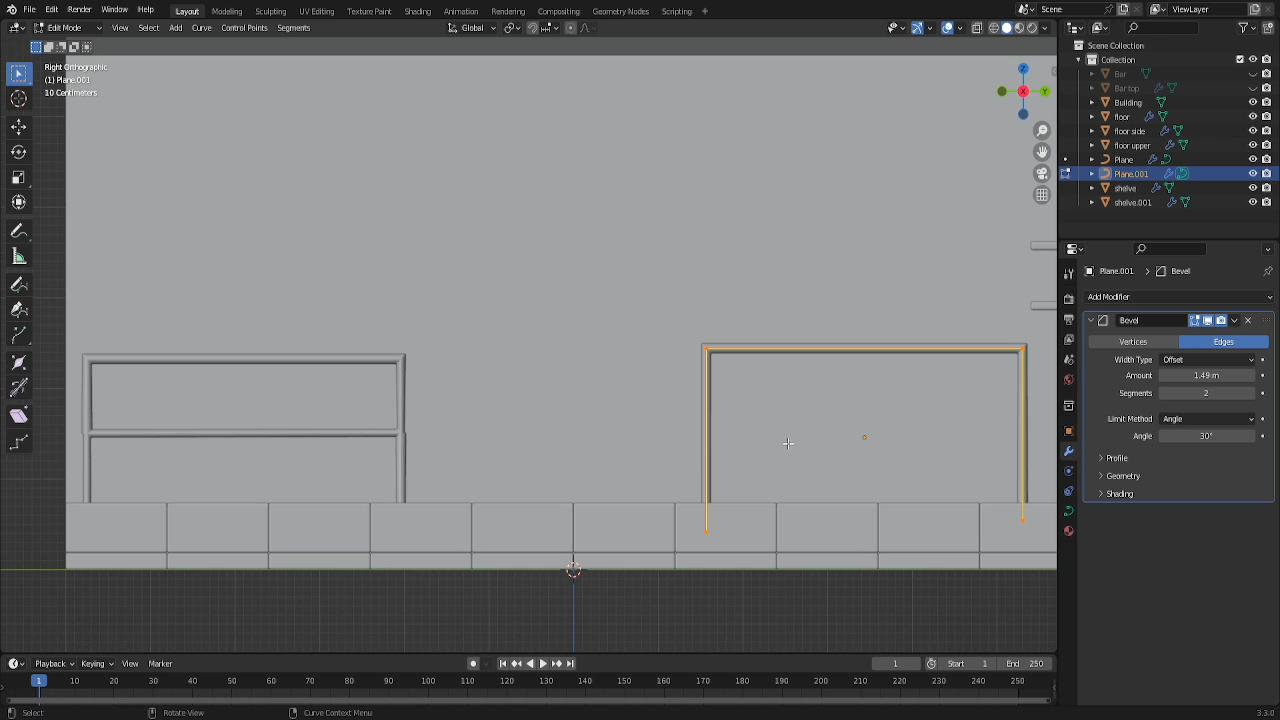 File Edit Render Window Help Layout Modeling Sculpting UV Editing Texture Paint Shading Animation Rendering Compositing Geometry Nodes Scripting + Scene ViewLayer
Edit Mode View Select Add Curve Control Points Segments Global
Right Orthographic
(1) Plane.001
10 Centimeters
Z
X
Y
Scene Collection
Collection
Bar
Bar top
Building
floor
floor side
floor upper
Plane
Plane.001
shelve
shelve.001
Plane.001 > Bevel
Add Modifier
Bevel
Vertices Edges
Width Type Offset
Amount 1.49 m
Segments 2
Limit Method Angle
Angle 30°
Profile
Geometry
Shading
Playback Keying View Marker 1 Start 1 End 250
1 10 20 30 40 50 60 70 80 90 100 110 120 130 140 150 160 170 180 190 200 210 220 230 240 250
Select Rotate View Curve Context Menu 3.3.0